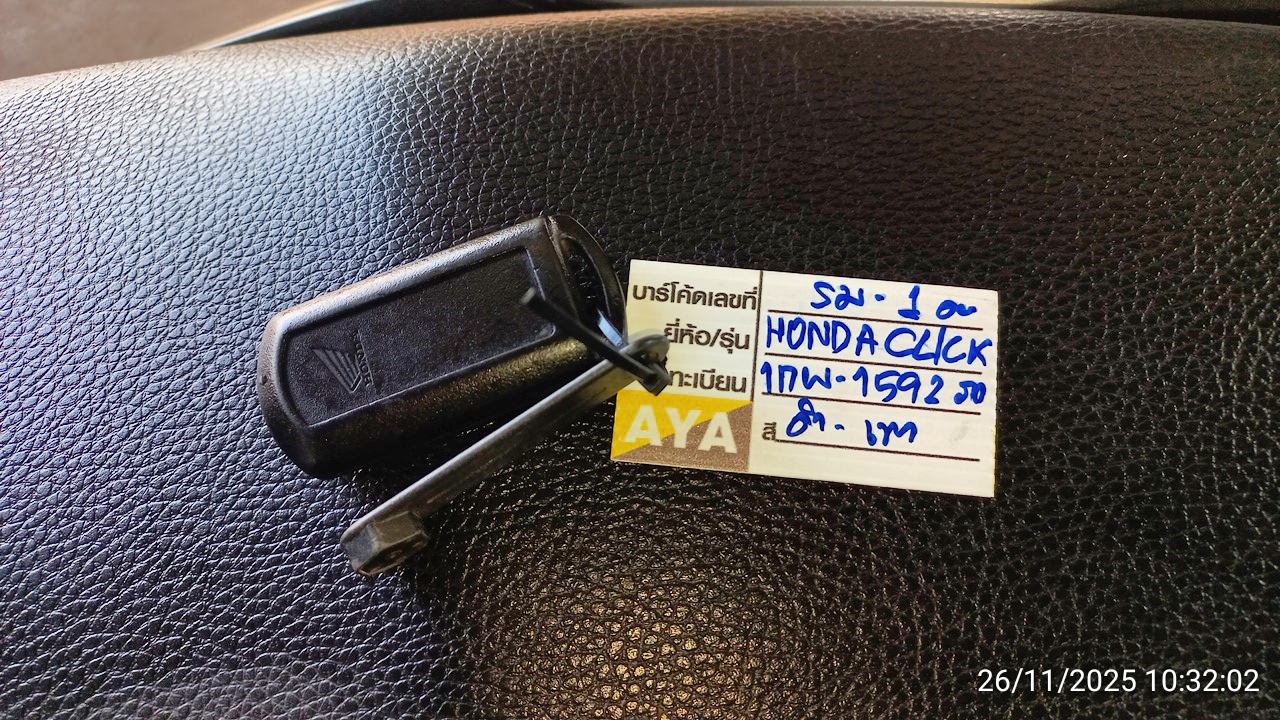 บาร์โค้ดเลขที่ รม-1
ยี่ห้อ/รุ่น HONDA CLICK
ทะเบียน 1กพ-1592
AYA
สี ดำ-เทา
26/11/2025 10:32:02